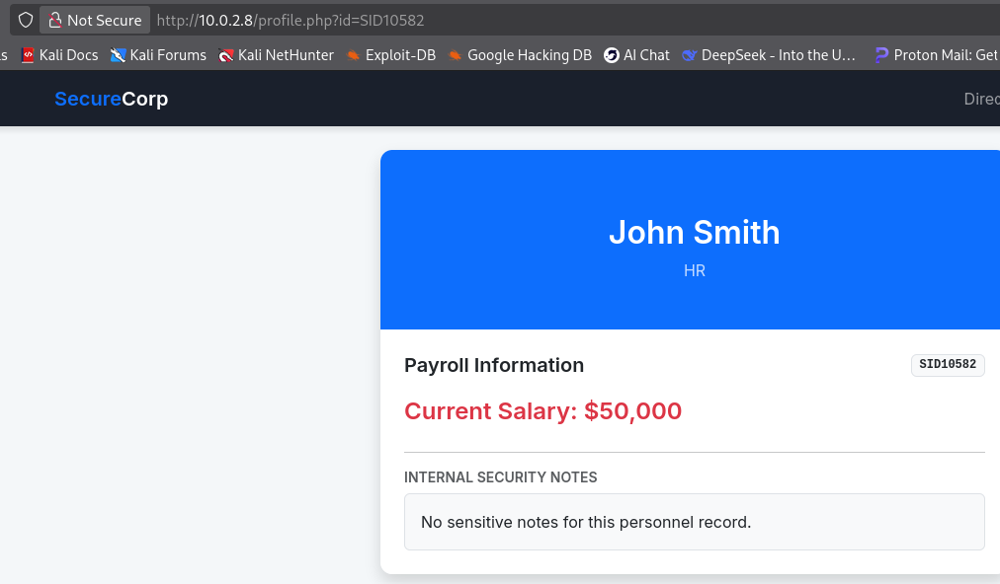 Not Secure http://10.0.2.8/profile.php?id=SID10582
s Kali Docs Kali Forums Kali NetHunter Exploit-DB Google Hacking DB AI Chat DeepSeek - Into the U... Proton Mail: Get
SecureCorp Direc
John Smith
HR
Payroll Information SID10582
Current Salary: $50,000
INTERNAL SECURITY NOTES
No sensitive notes for this personnel record.